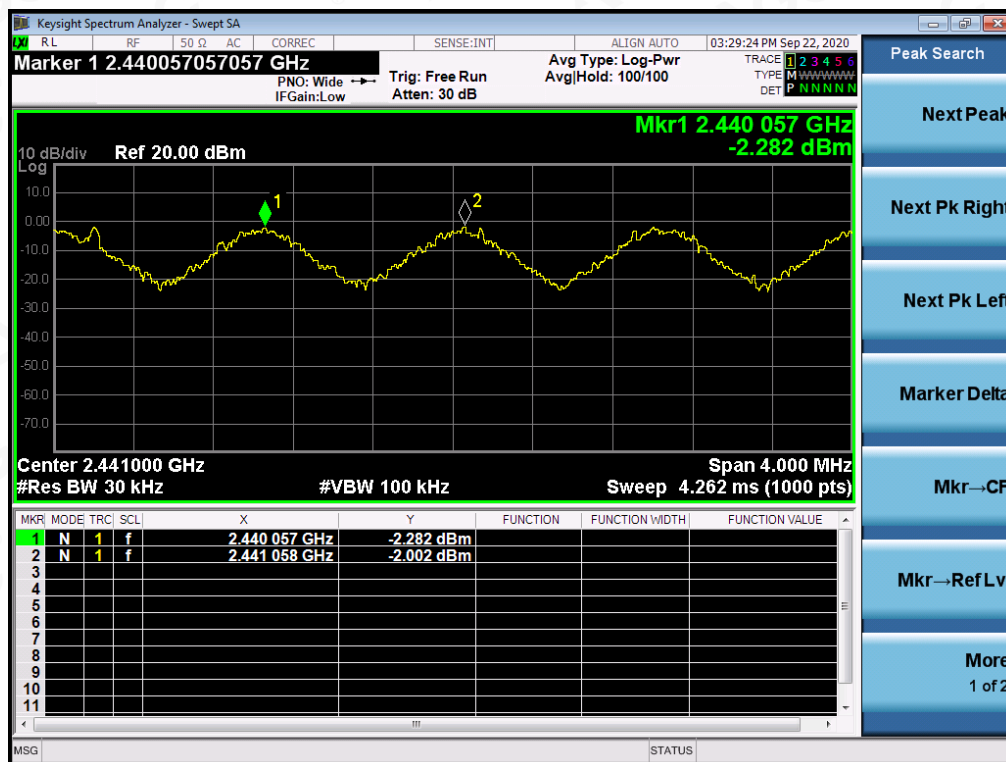 Keysight Spectrum Analyzer - Swept SA
LXI RL RF 50 Ω AC CORREC SENSE:INT ALIGN AUTO 03:29:24 PM Sep 22, 2020
Marker 1 2.440057057057 GHz
PNO: Wide
IFGain:Low
Trig: Free Run
Atten: 30 dB
Avg Type: Log-Pwr
Avg|Hold: 100/100
TRACE 1 2 3 4 5 6
TYPE M WWWWW
DET P N N N N N
Mkr1 2.440 057 GHz
-2.282 dBm
10 dB/div Ref 20.00 dBm
Log
10.0
0.00
-10.0
-20.0
-30.0
-40.0
-50.0
-60.0
-70.0
1
2
Center 2.441000 GHz Span 4.000 MHz
#Res BW 30 kHz #VBW 100 kHz Sweep 4.262 ms (1000 pts)
MKR MODE TRC SCL X Y FUNCTION FUNCTION WIDTH FUNCTION VALUE
1 N 1 f 2.440 057 GHz -2.282 dBm
2 N 1 f 2.441 058 GHz -2.002 dBm
3
4
5
6
7
8
9
10
11
MSG STATUS
Peak Search
Next Peak
Next Pk Right
Next Pk Left
Marker Delta
Mkr→CF
Mkr→Ref Lv
More
1 of 2